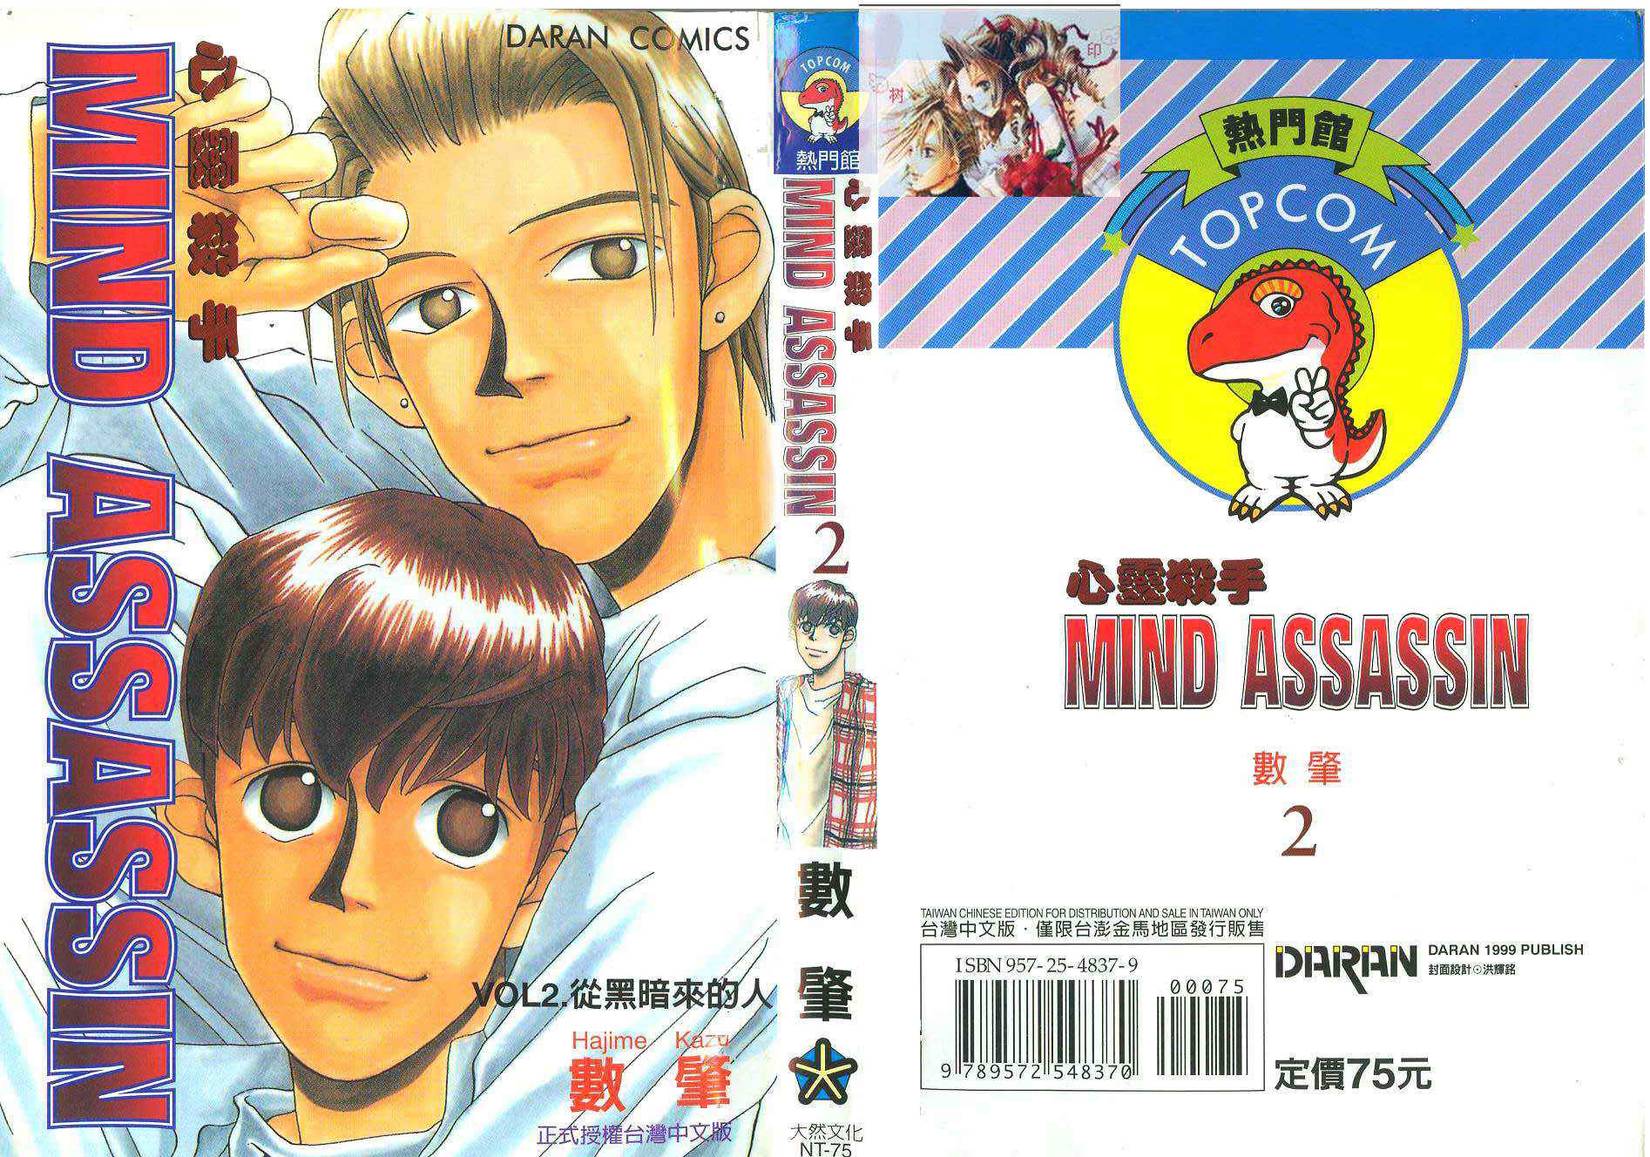 DARAN COMICS
心靈殺手
MIND ASSASSIN
VOL2.從黑暗來的人
Hajime Kazu
數 肇
正式授權台灣中文版
TOPCOM
熱門館
心靈殺手
MIND ASSASSIN
2
數 肇
大然文化
NT-75
树
印
熱門館
TOPCOM
心靈殺手
MIND ASSASSIN
數 肇
2
TAIWAN CHINESE EDITION FOR DISTRIBUTION AND SALE IN TAIWAN ONLY
台灣中文版·僅限台澎金馬地區發行販售
ISBN 957-25-4837-9
00075
9 789572 548370
DARAN
DARAN 1999 PUBLISH
封面設計⊙洪輝銘
定價75元